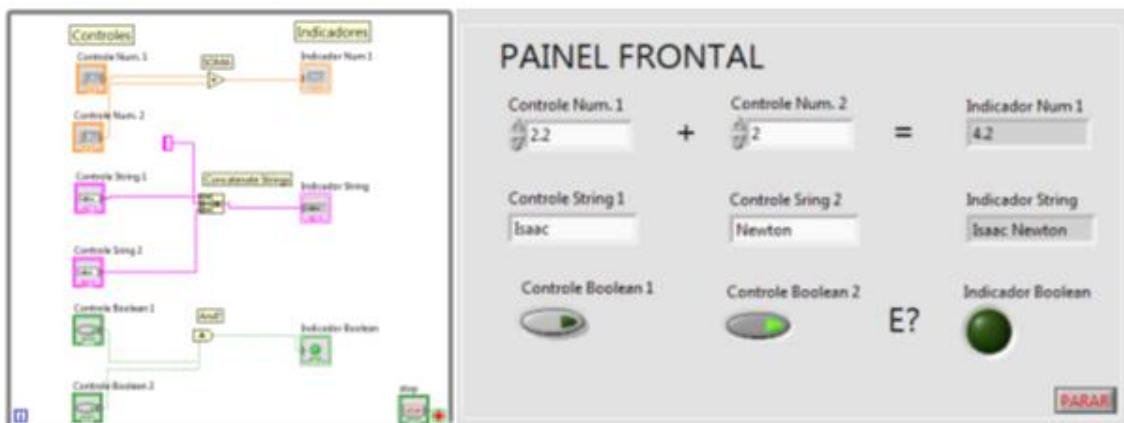 Controles
Indicadores
Controle Num. 1
Indicador Num 1
SOMA
Controle Num. 2
Controle String 1
Concatenate Strings
Indicador String
Controle Sring 2
Controle Boolean 1
And?
Indicador Boolean
Controle Boolean 2
stop
i
PAINEL FRONTAL
Controle Num. 1
Controle Num. 2
Indicador Num 1
2.2 + 2 = 4.2
Controle String 1
Controle Sring 2
Indicador String
Isaac
Newton
Isaac Newton
Controle Boolean 1
Controle Boolean 2
E?
Indicador Boolean
PARAR